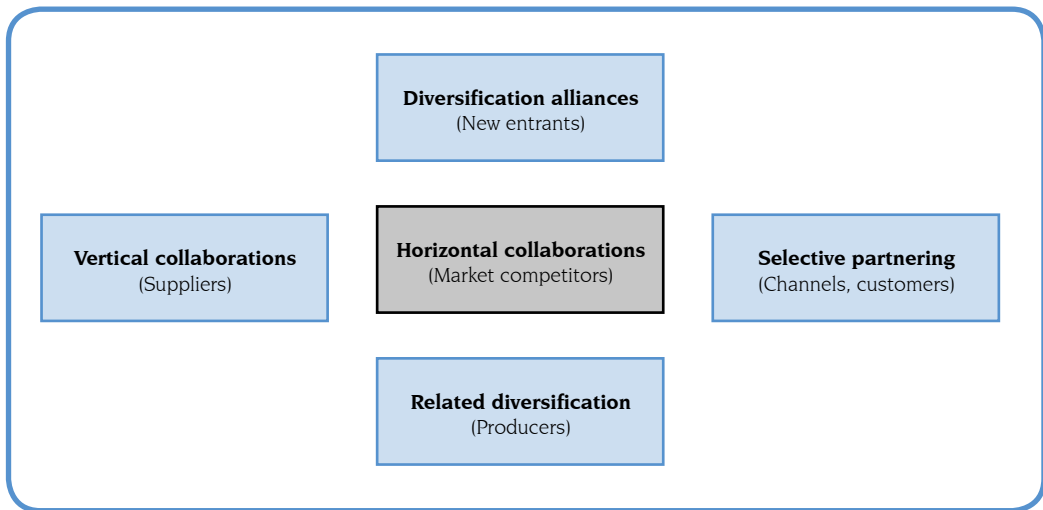 Diversification alliances
(New entrants)
Vertical collaborations
(Suppliers)
Horizontal collaborations
(Market competitors)
Selective partnering
(Channels, customers)
Related diversification
(Producers)